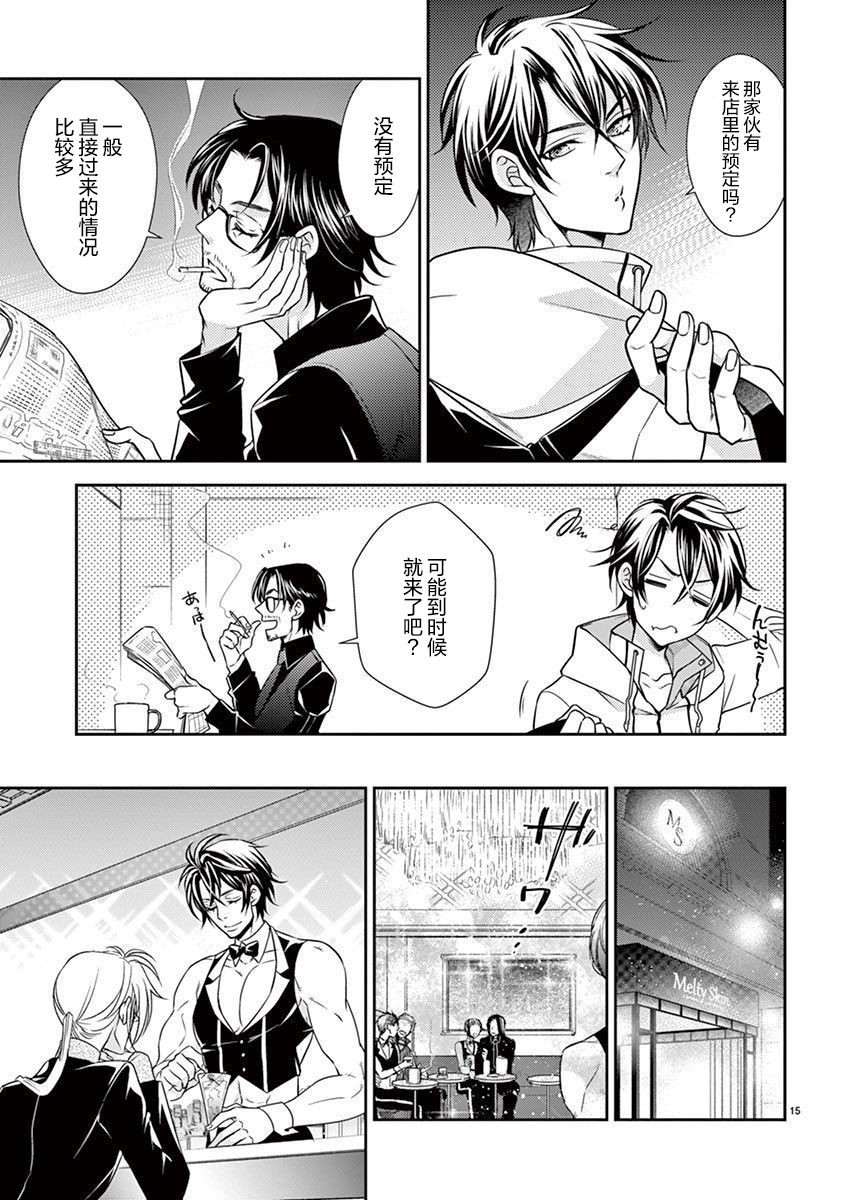 那家伙有
来店里的预定吗？
没有预定
一般
直接过来的情况
比较多
んむぅ
可能到时候
就来了吧？
あっは
MS
Melty Skin
ザワ
15